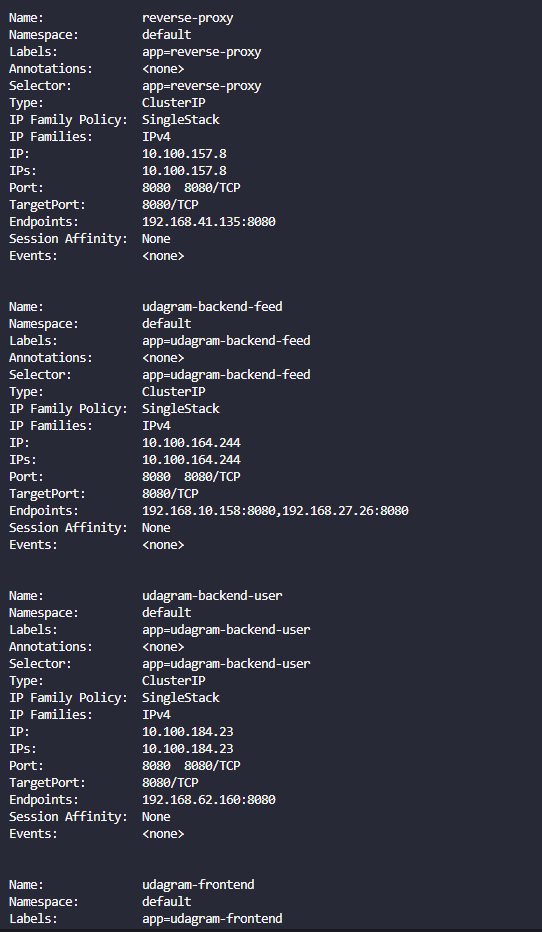 Name:              reverse-proxy
Namespace:         default
Labels:            app=reverse-proxy
Annotations:       <none>
Selector:          app=reverse-proxy
Type:              ClusterIP
IP Family Policy:  SingleStack
IP Families:       IPv4
IP:                10.100.157.8
IPs:               10.100.157.8
Port:              8080  8080/TCP
TargetPort:        8080/TCP
Endpoints:         192.168.41.135:8080
Session Affinity:  None
Events:            <none>

Name:              udagram-backend-feed
Namespace:         default
Labels:            app=udagram-backend-feed
Annotations:       <none>
Selector:          app=udagram-backend-feed
Type:              ClusterIP
IP Family Policy:  SingleStack
IP Families:       IPv4
IP:                10.100.164.244
IPs:               10.100.164.244
Port:              8080  8080/TCP
TargetPort:        8080/TCP
Endpoints:         192.168.10.158:8080,192.168.27.26:8080
Session Affinity:  None
Events:            <none>

Name:              udagram-backend-user
Namespace:         default
Labels:            app=udagram-backend-user
Annotations:       <none>
Selector:          app=udagram-backend-user
Type:              ClusterIP
IP Family Policy:  SingleStack
IP Families:       IPv4
IP:                10.100.184.23
IPs:               10.100.184.23
Port:              8080  8080/TCP
TargetPort:        8080/TCP
Endpoints:         192.168.62.160:8080
Session Affinity:  None
Events:            <none>

Name:              udagram-frontend
Namespace:         default
Labels:            app=udagram-frontend